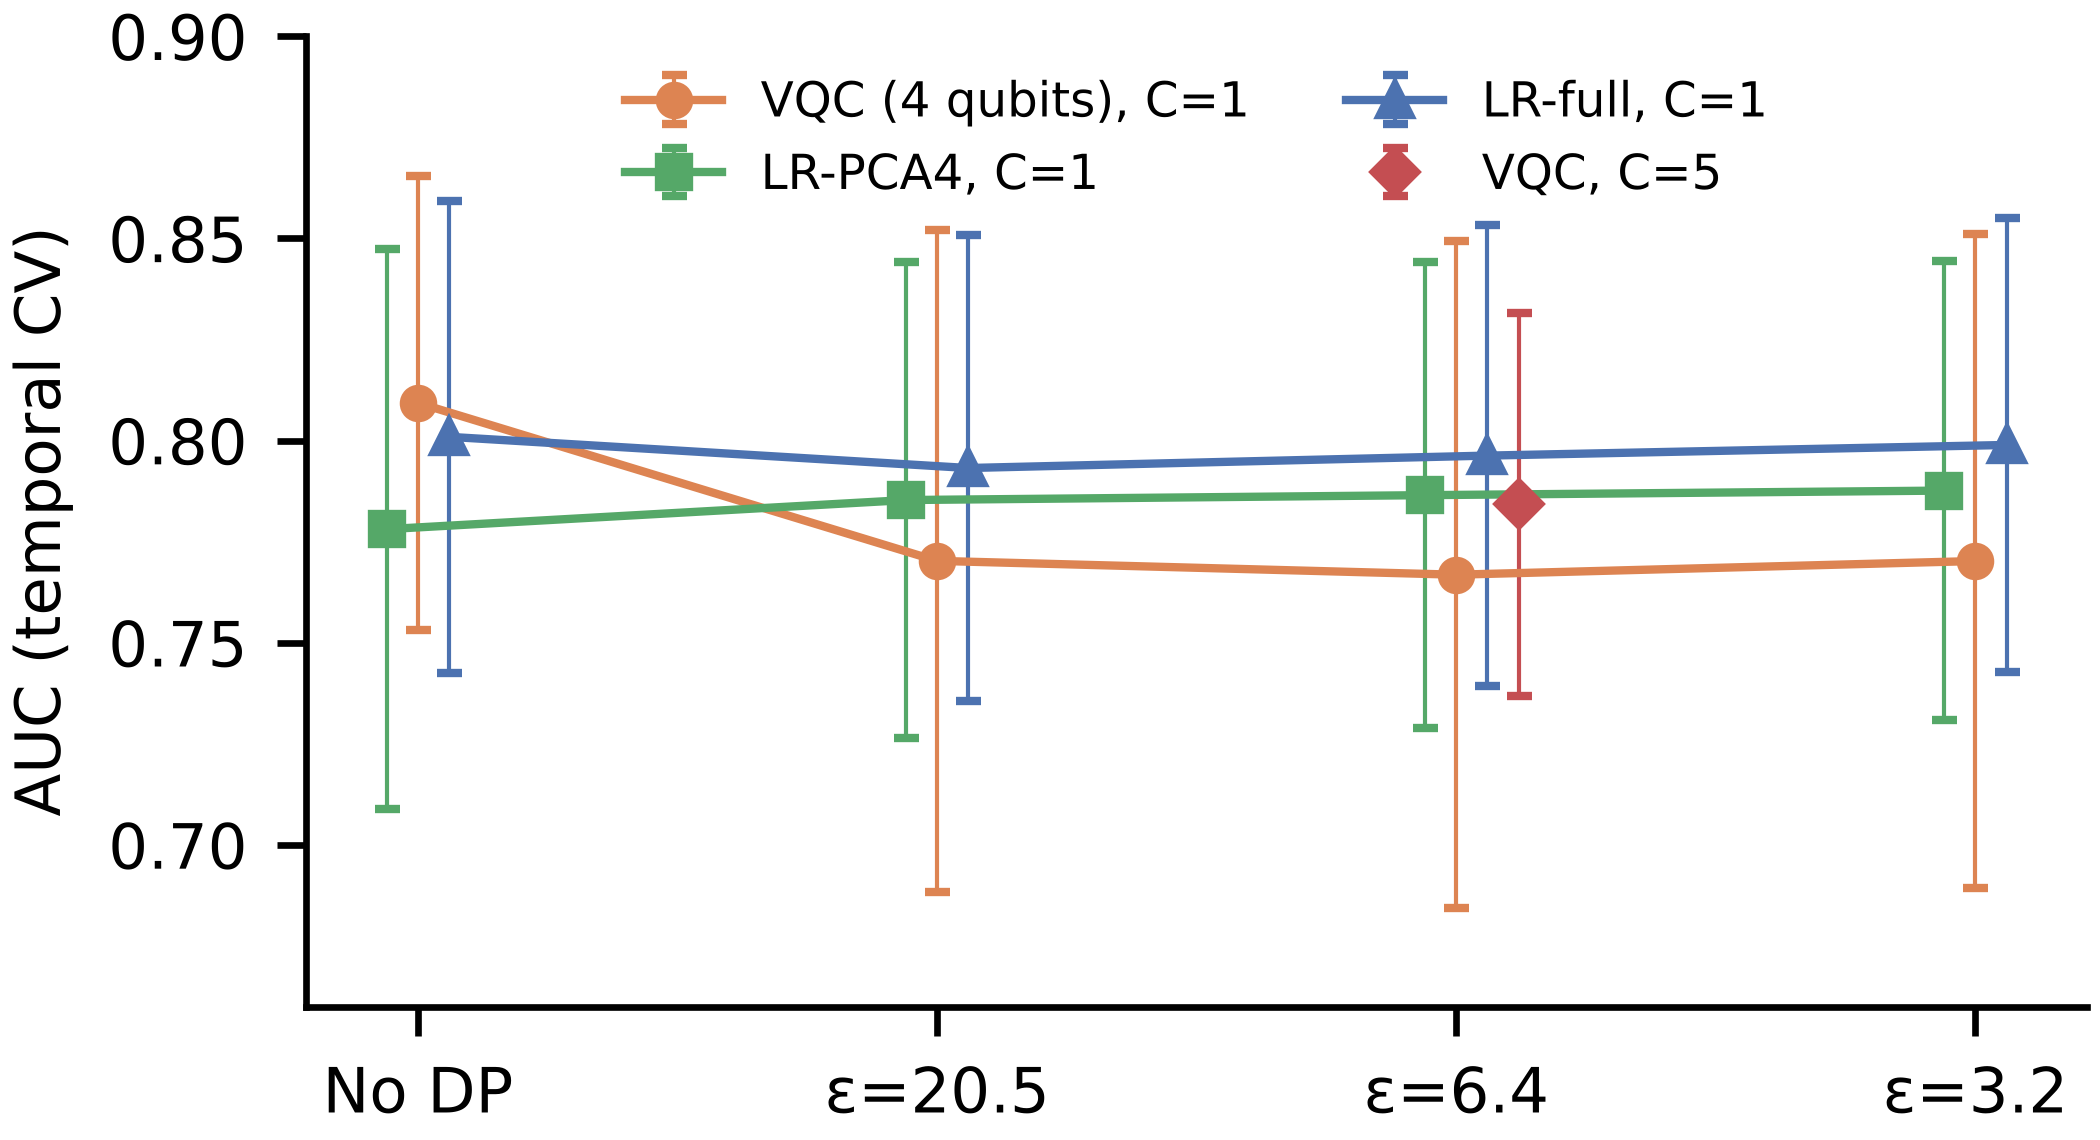 0.90
0.85
0.80
0.75
0.70
AUC (temporal CV)
VQC (4 qubits), C=1
LR-PCA4, C=1
LR-full, C=1
VQC, C=5
No DP
ε=20.5
ε=6.4
ε=3.2